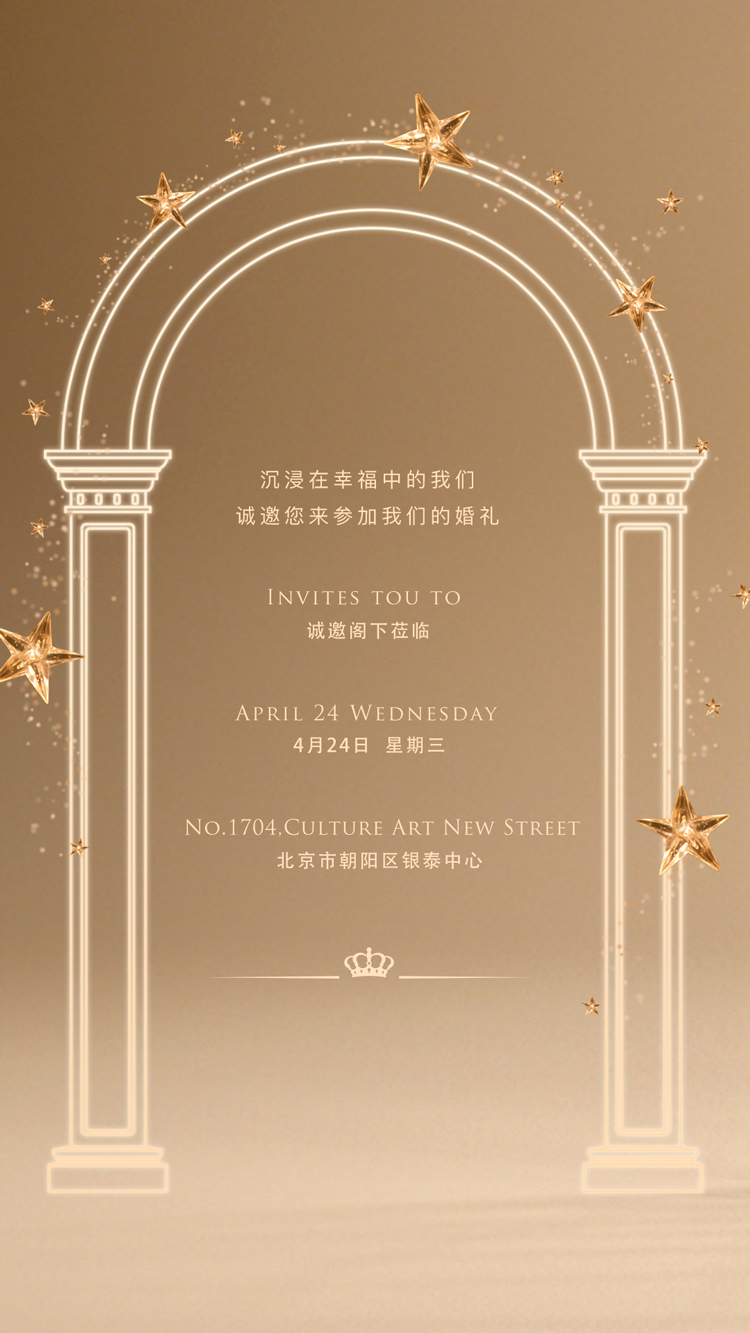 沉浸在幸福中的我们
诚邀您来参加我们的婚礼
Invites tou to
诚邀阁下莅临
April 24 Wednesday
4月24日 星期三
No.1704,Culture Art New Street
北京市朝阳区银泰中心